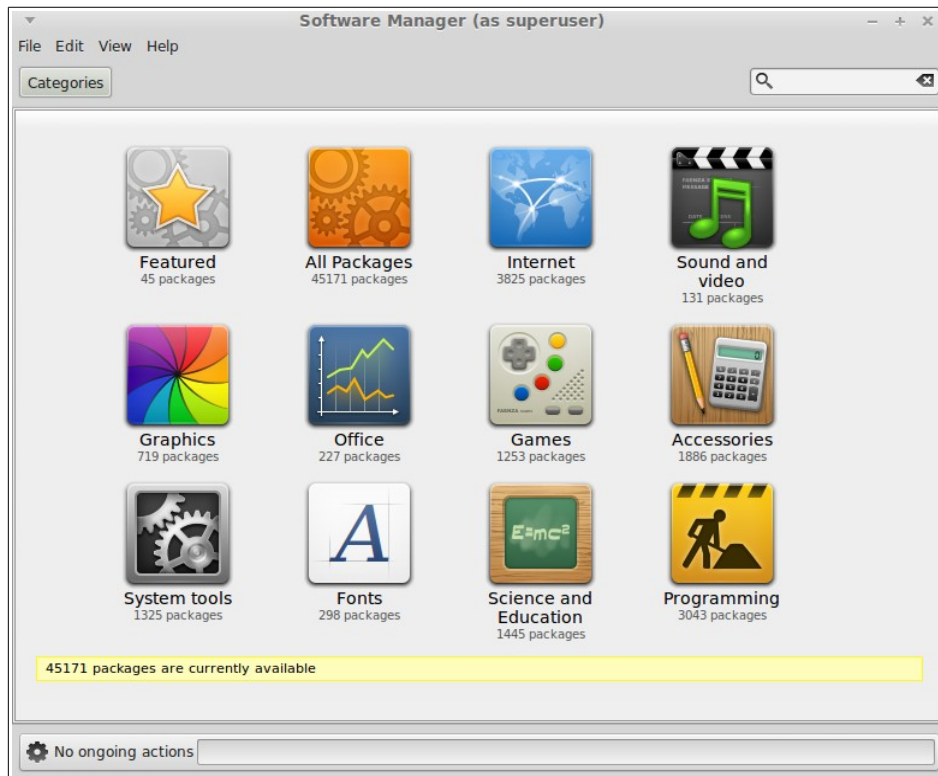 Software Manager (as superuser)
File Edit View Help
Categories
Featured
45 packages
All Packages
45171 packages
Internet
3825 packages
Sound and
video
131 packages
Graphics
719 packages
Office
227 packages
Games
1253 packages
Accessories
1886 packages
System tools
1325 packages
A
Fonts
298 packages
E=mc²
Science and
Education
1445 packages
Programming
3043 packages
45171 packages are currently available
No ongoing actions